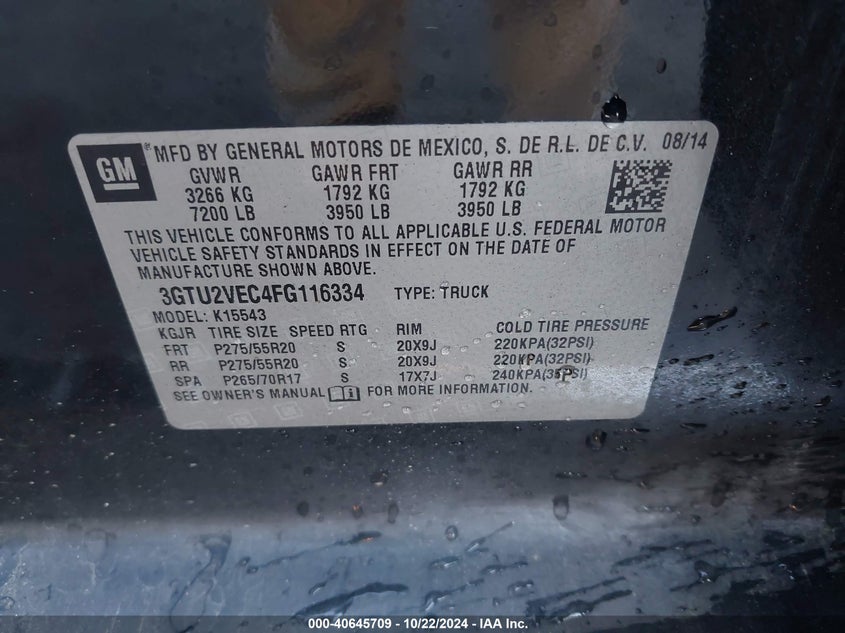 GM ® MFD BY GENERAL MOTORS DE MEXICO, S. DE R.L. DE C.V. 08/14
GVWR GAWR FRT GAWR RR
3266 KG 1792 KG 1792 KG
7200 LB 3950 LB 3950 LB
THIS VEHICLE CONFORMS TO ALL APPLICABLE U.S. FEDERAL MOTOR
VEHICLE SAFETY STANDARDS IN EFFECT ON THE DATE OF
MANUFACTURE SHOWN ABOVE.
3GTU2VEC4FG116334 TYPE: TRUCK
MODEL: K15543
KGJR TIRE SIZE SPEED RTG RIM COLD TIRE PRESSURE
FRT P275/55R20 S 20X9J 220KPA(32PSI)
RR P275/55R20 S 20X9J 220KPA(32PSI)
SPA P265/70R17 S 17X7J 240KPA(35PSI)
SEE OWNER'S MANUAL FOR MORE INFORMATION.
000-40645709 - 10/22/2024 - IAA Inc.